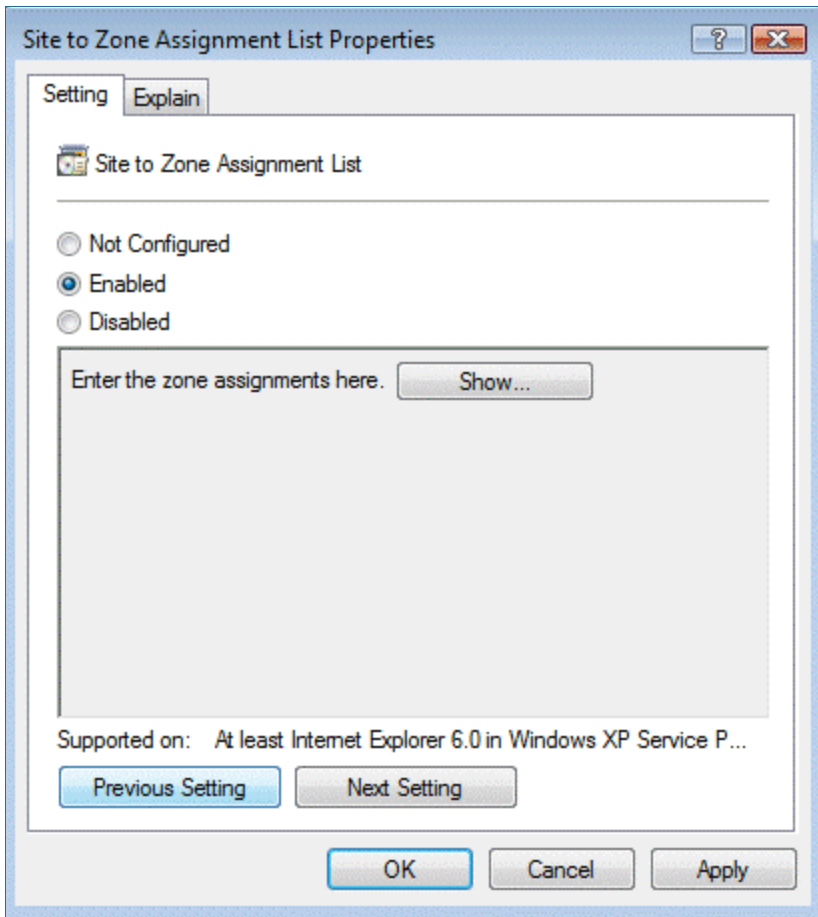 Site to Zone Assignment List Properties
Setting
Explain
Site to Zone Assignment List
Not Configured
Enabled
Disabled
Enter the zone assignments here.
Show...
Supported on: At least Internet Explorer 6.0 in Windows XP Service P...
Previous Setting
Next Setting
OK
Cancel
Apply